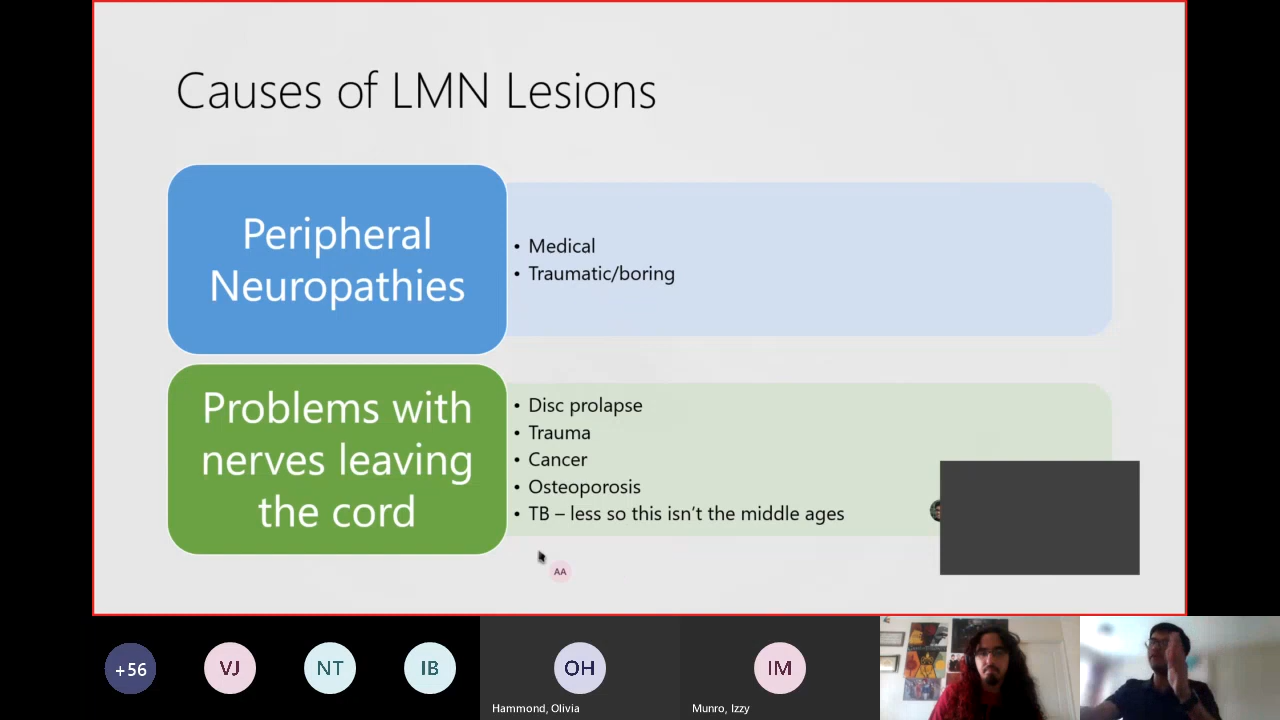 Causes of LMN Lesions
Peripheral
Neuropathies
• Medical
• Traumatic/boring
Problems with
nerves leaving
the cord
• Disc prolapse
• Trauma
• Cancer
• Osteoporosis
• TB – less so this isn't the middle ages
AA
+56
VJ
NT
IB
OH
IM
Hammond, Olivia
Munro, Izzy